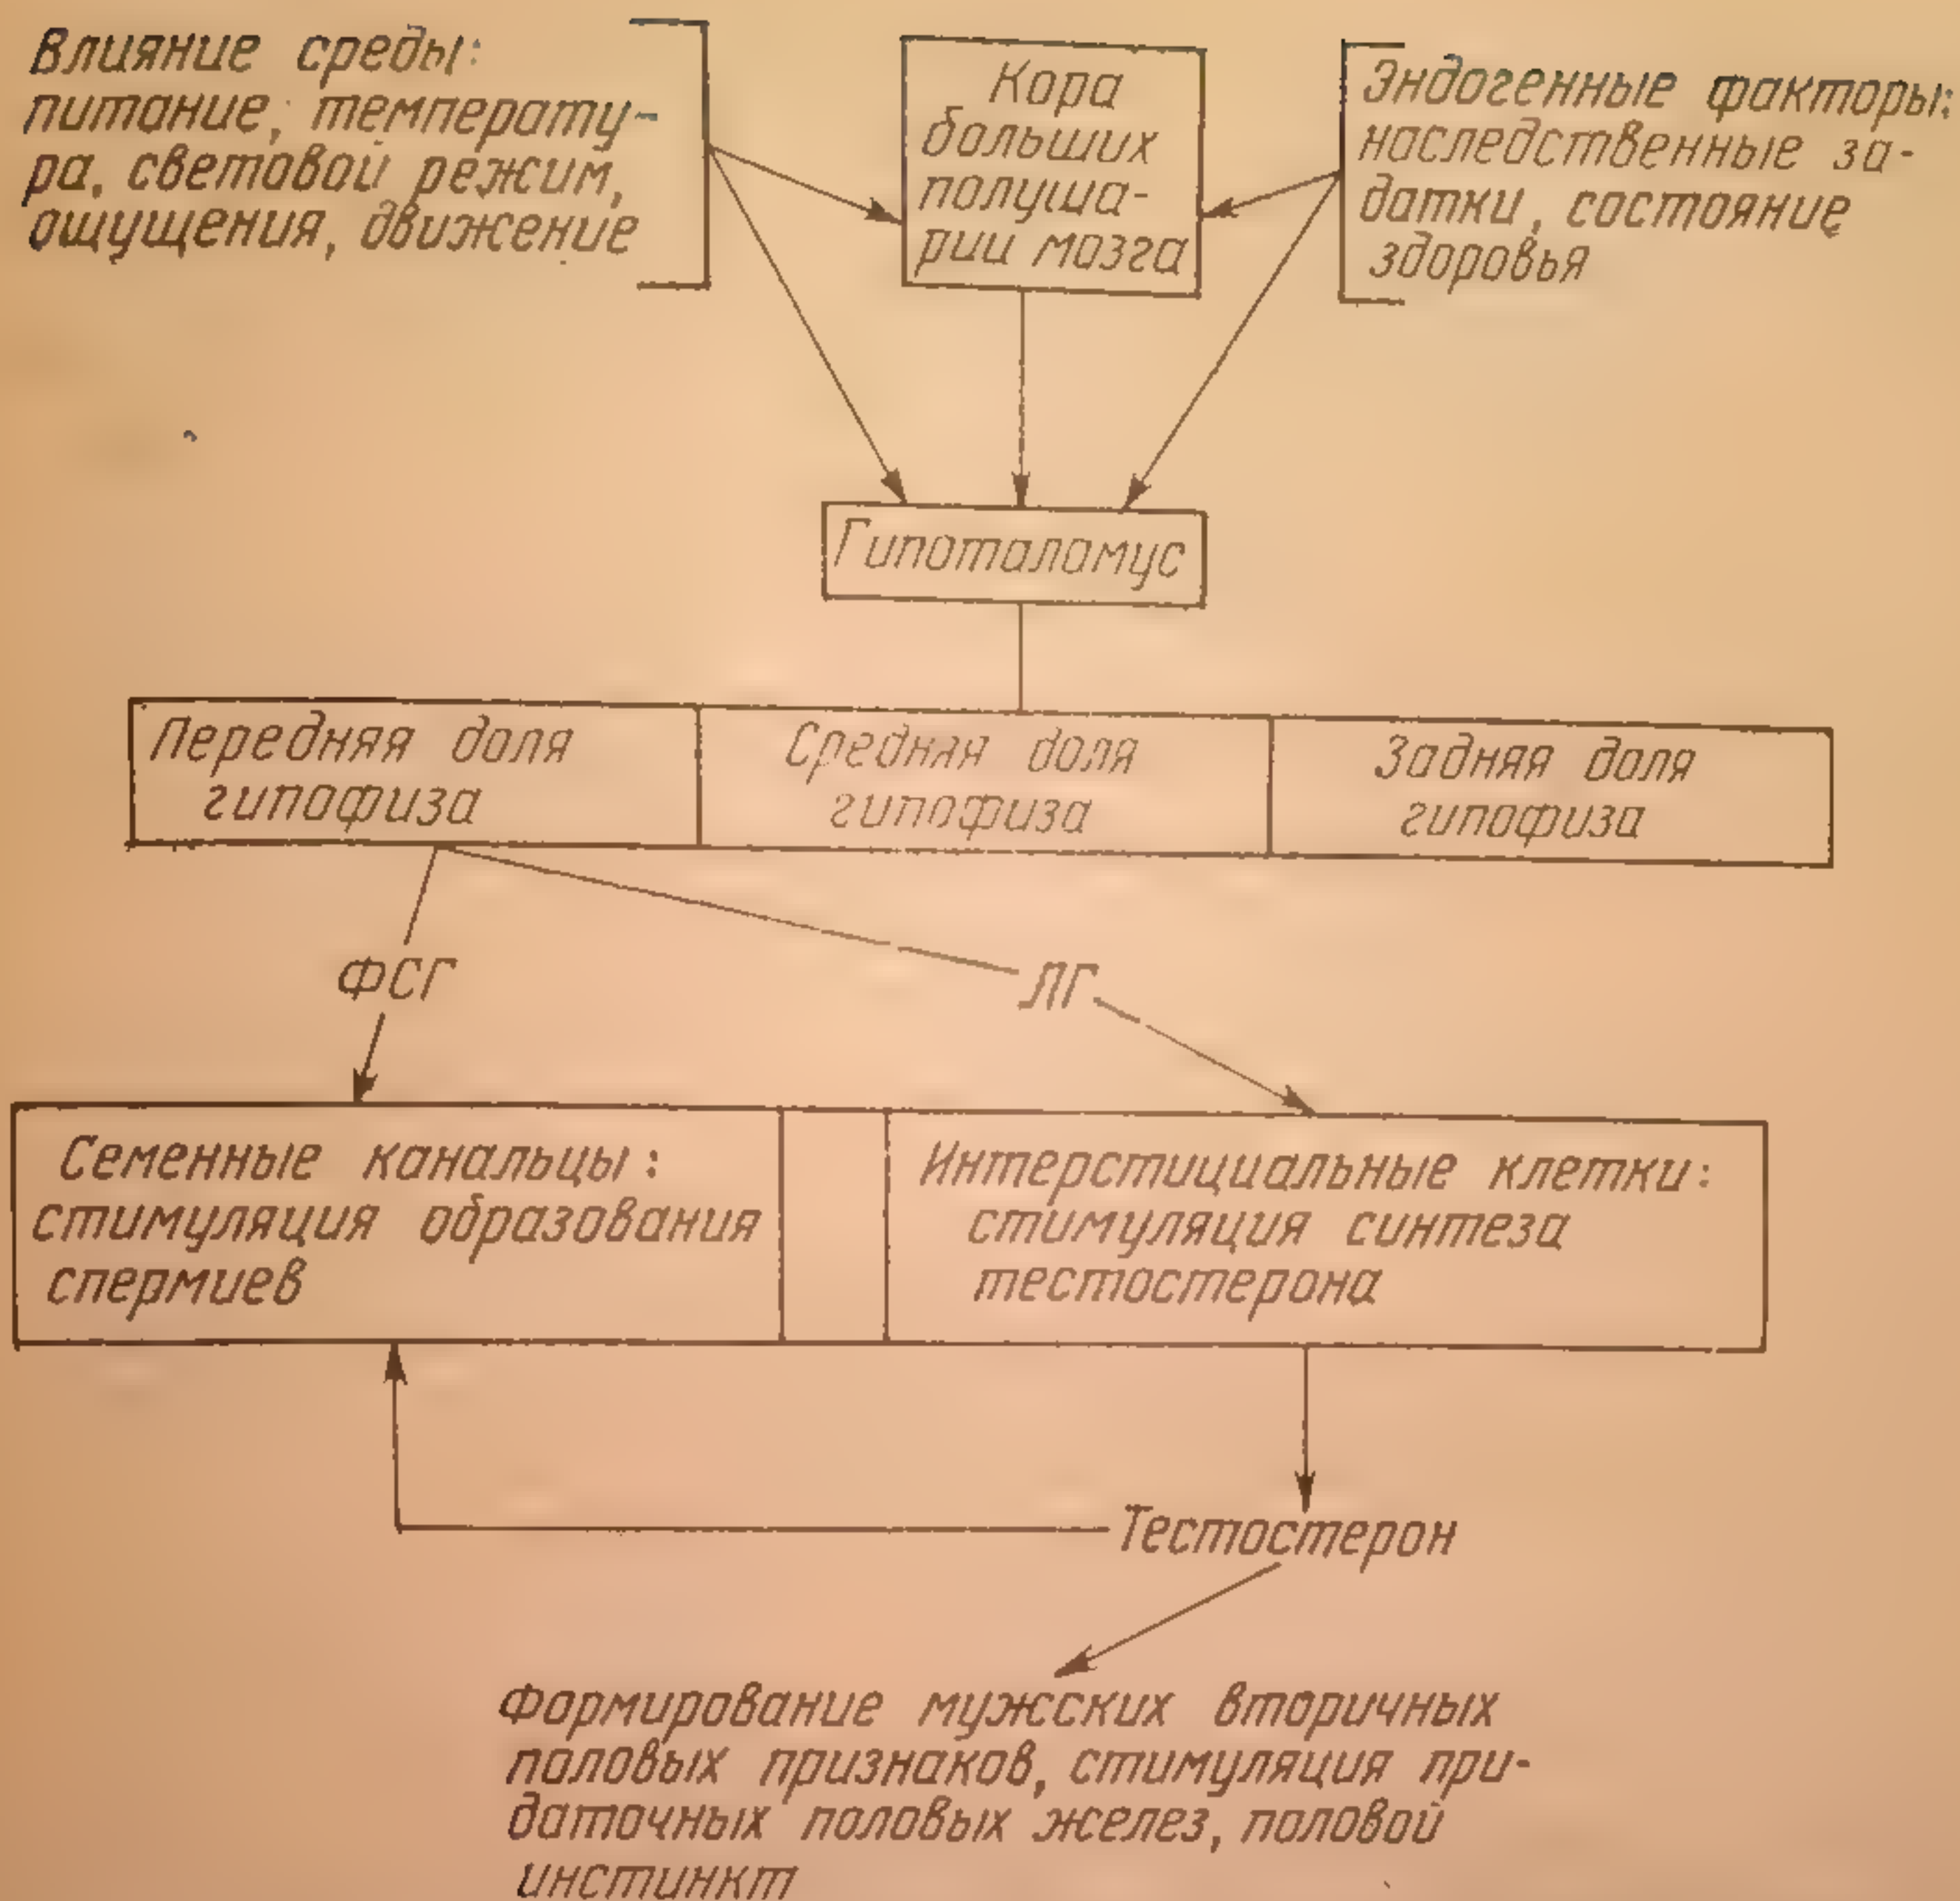 Влияние среды:
питание, температу-
ра, световой режим,
ощущения, движение
Кора
больших
полуша-
рии мозга
Эндогенные факторы:
наследственные за-
датки, состояние
здоровья
Гипоталамус
Передняя доля
гипофиза
Средняя доля
гипофиза
Задняя доля
гипофиза
ФСГ
ЛГ
Семенные канальцы:
стимуляция образования
спермиев
Интерстициальные клетки:
стимуляция синтеза
тестостерона
Тестостерон
Формирование мужских вторичных
половых признаков, стимуляция при-
даточных половых желез, половой
инстинкт